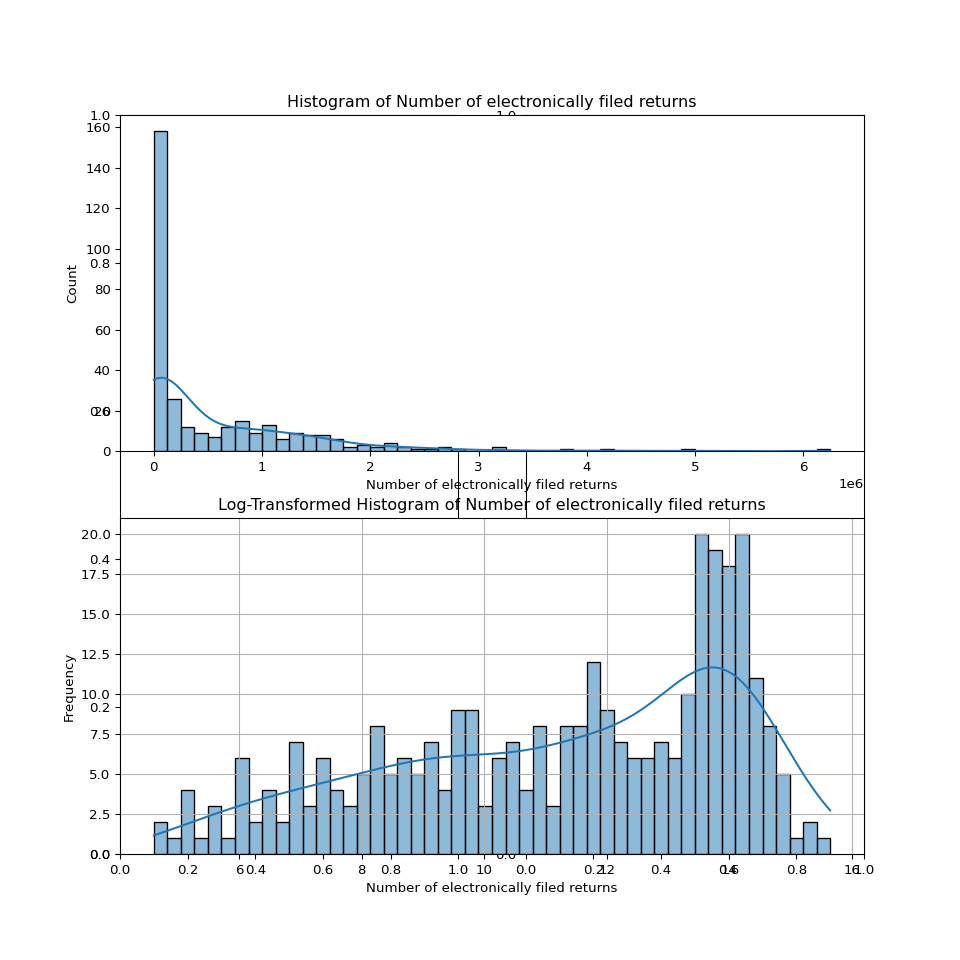 Histogram of Number of electronically filed returns
1.0
1.0
160
140
120
100
0.8
80
60
40
20
0
Count
0 1 2 3 4 5 6
1e6
Number of electronically filed returns
Log-Transformed Histogram of Number of electronically filed returns
20.0
0.4
17.5
15.0
12.5
10.0
0.2
7.5
5.0
2.5
0.0
0.0
Frequency
0.0 0.2 6 0.4 0.6 8 0.8 1.0 10 0.0 0.2 12 0.4 14 0.6 0.8 16 1.0
Number of electronically filed returns